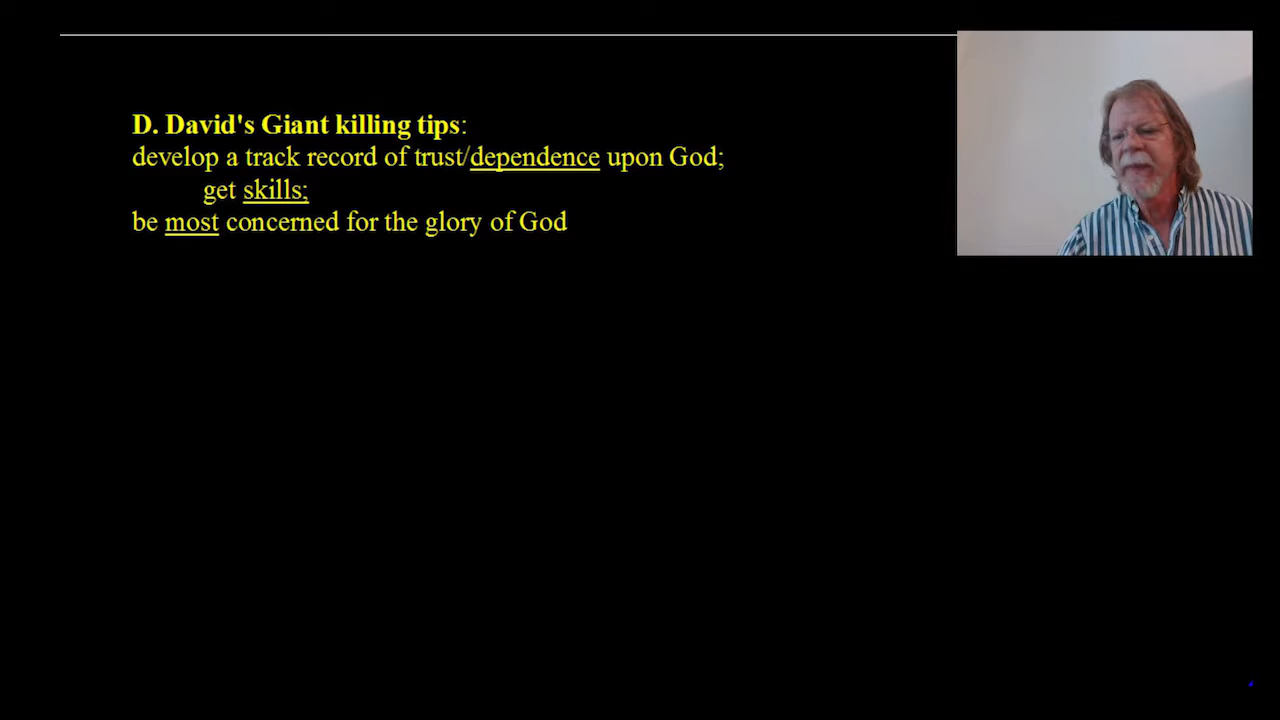 D. David's Giant killing tips:
develop a track record of trust/dependence upon God;
get skills;
be most concerned for the glory of God